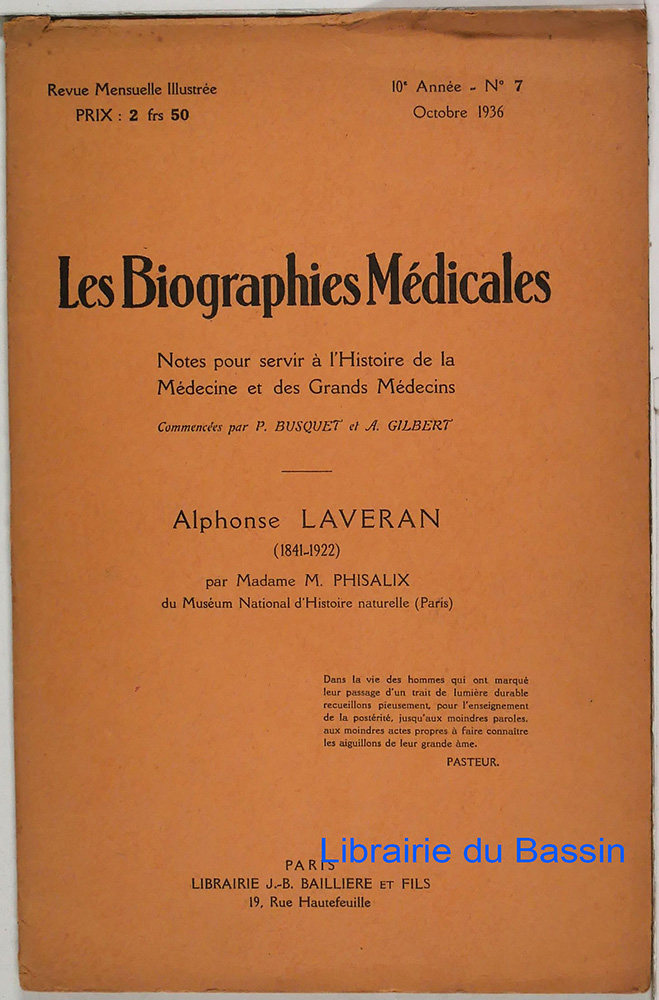 Revue Mensuelle Illustrée
PRIX : 2 frs 50
10e Année - No 7
Octobre 1936
Les Biographies Médicales
Notes pour servir à l'Histoire de la
Médecine et des Grands Médecins
Commencées par P. BUSQUET et A. GILBERT
Alphonse LAVERAN
(1841-1922)
par Madame M. PHISALIX
du Muséum National d'Histoire naturelle (Paris)
Dans la vie des hommes qui ont marqué
leur passage d'un trait de lumière durable
recueillons pieusement, pour l'enseignement
de la postérité, jusqu'aux moindres paroles,
aux moindres actes propres à faire connaître
les aiguillons de leur grande âme.
PASTEUR.
Librairie du Bassin
PARIS
LIBRAIRIE J.-B. BAILLIERE ET FILS
19, Rue Hautefeuille